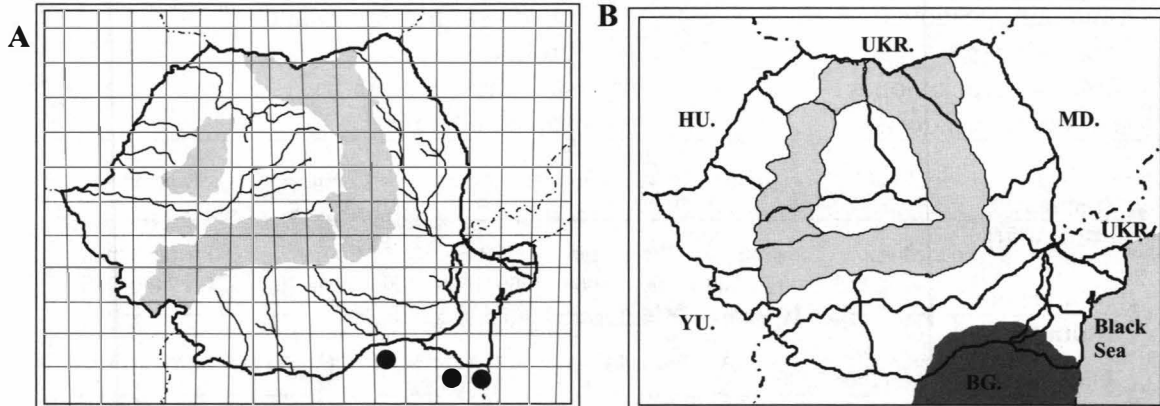 A
B
UKR.
HU.
MD.
UKR.
YU.
Black
Sea
BG.